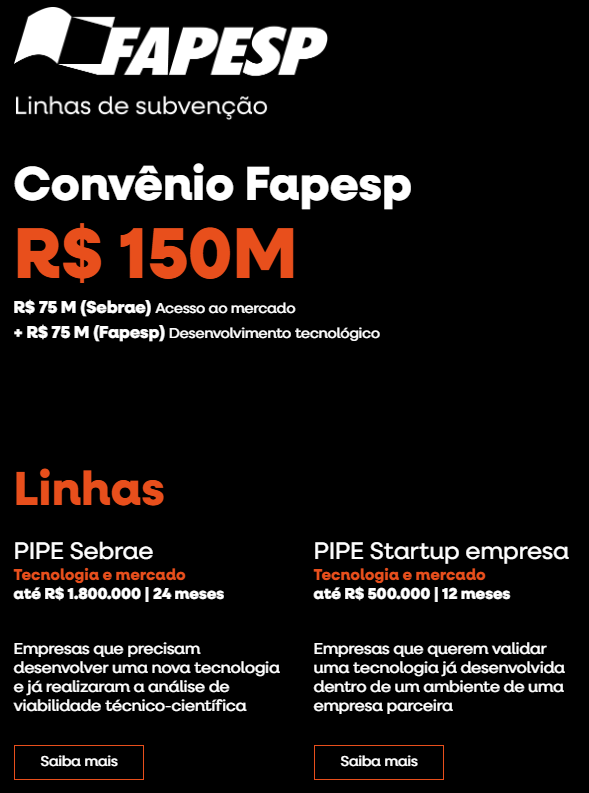 FAPESP
Linhas de subvenção
Convênio Fapesp
R$ 150M
R$ 75 M (Sebrae) Acesso ao mercado
+ R$ 75 M (Fapesp) Desenvolvimento tecnológico
Linhas
PIPE Sebrae
Tecnologia e mercado
até R$ 1.800.000 | 24 meses
Empresas que precisam
desenvolver uma nova tecnologia
e já realizaram a análise de
viabilidade técnico-científica
Saiba mais
PIPE Startup empresa
Tecnologia e mercado
até R$ 500.000 | 12 meses
Empresas que querem validar
uma tecnologia já desenvolvida
dentro de um ambiente de uma
empresa parceira
Saiba mais